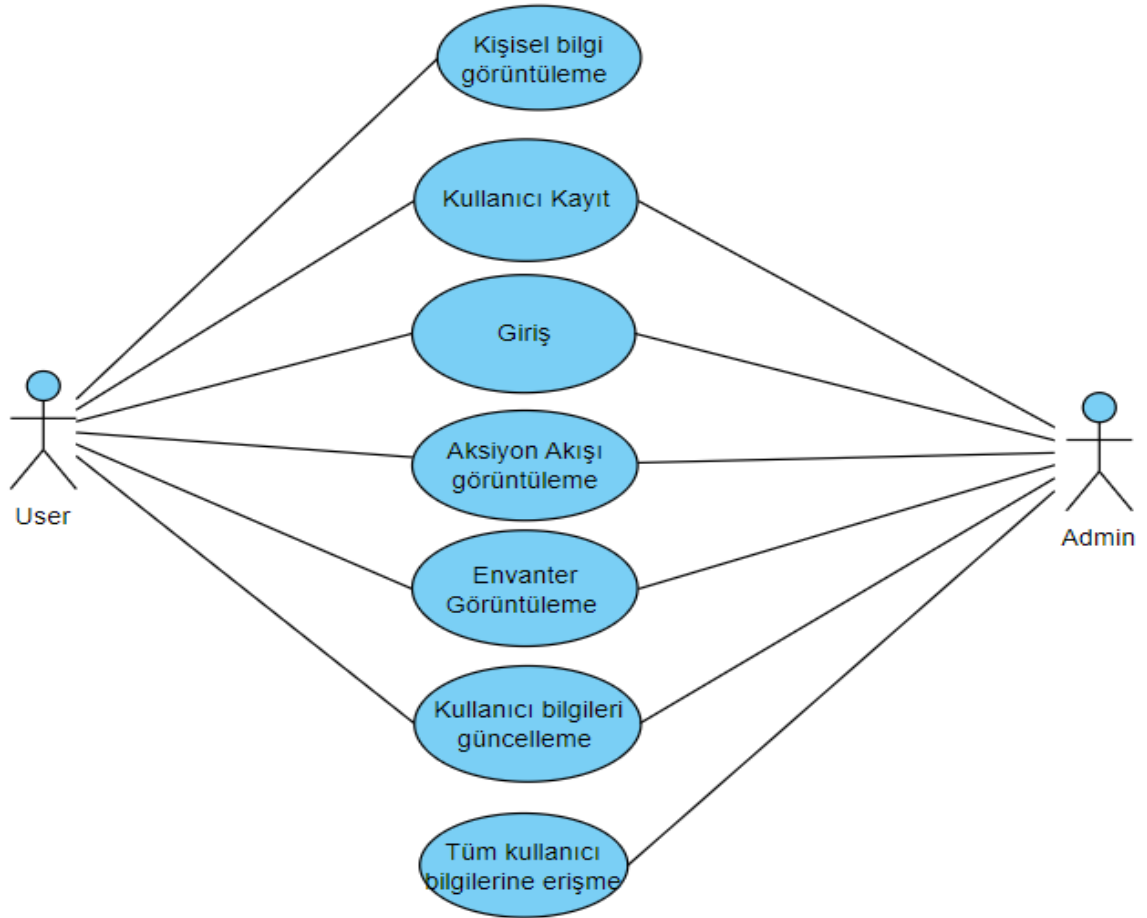 Kişisel bilgi
görüntüleme
Kullanıcı Kayıt
Giriş
Aksiyon Akışı
görüntüleme
User
Admin
Envanter
Görüntüleme
Kullanıcı bilgileri
güncelleme
Tüm kullanıcı
bilgilerine erişme